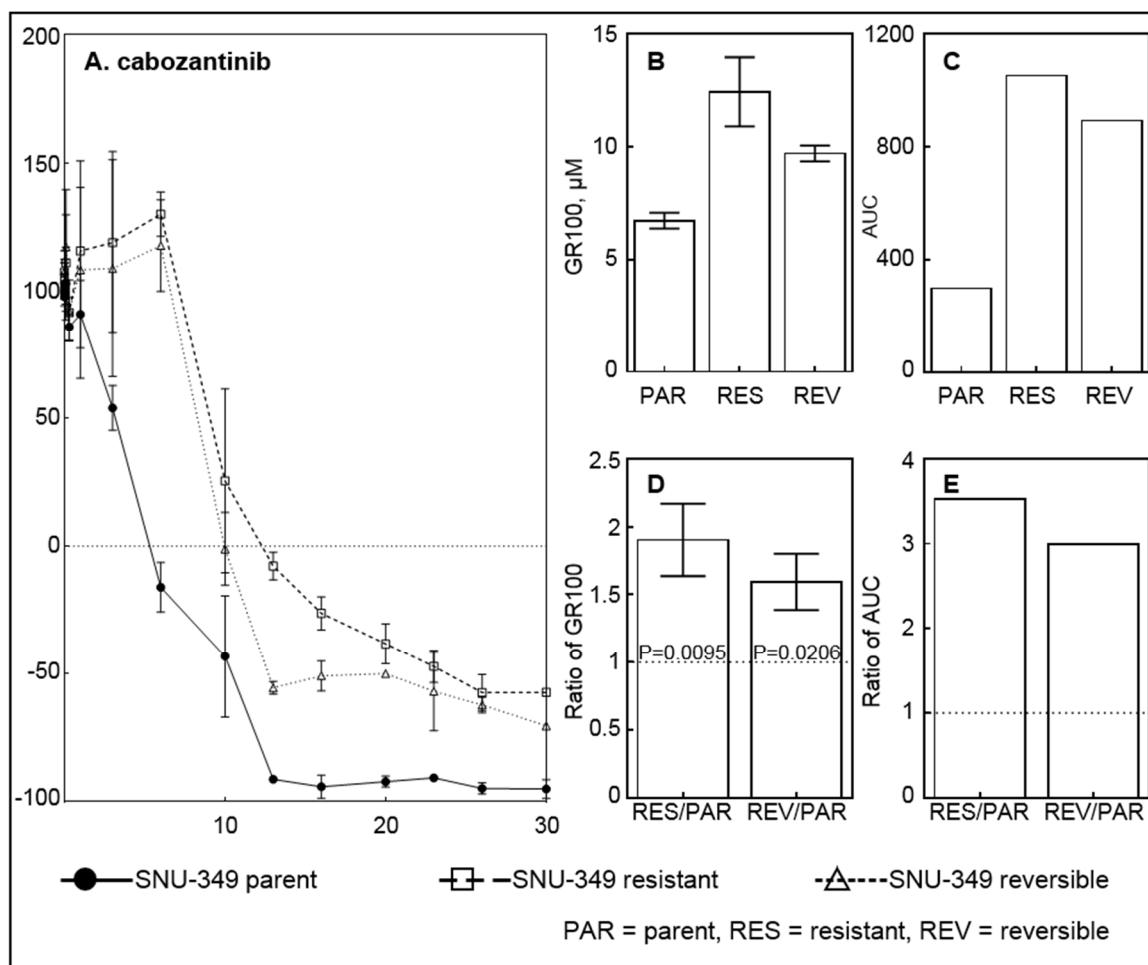 A. cabozantinib
200
150
100
50
0
-50
-100
10
20
30
B
GR100, µM
15
10
5
0
PAR
RES
REV
C
AUC
1200
800
400
0
PAR
RES
REV
D
Ratio of GR100
2.5
2
1.5
1
0.5
0
P=0.0095
P=0.0206
RES/PAR
REV/PAR
E
Ratio of AUC
4
3
2
1
0
RES/PAR
REV/PAR
SNU-349 parent
SNU-349 resistant
SNU-349 reversible
PAR = parent, RES = resistant, REV = reversible